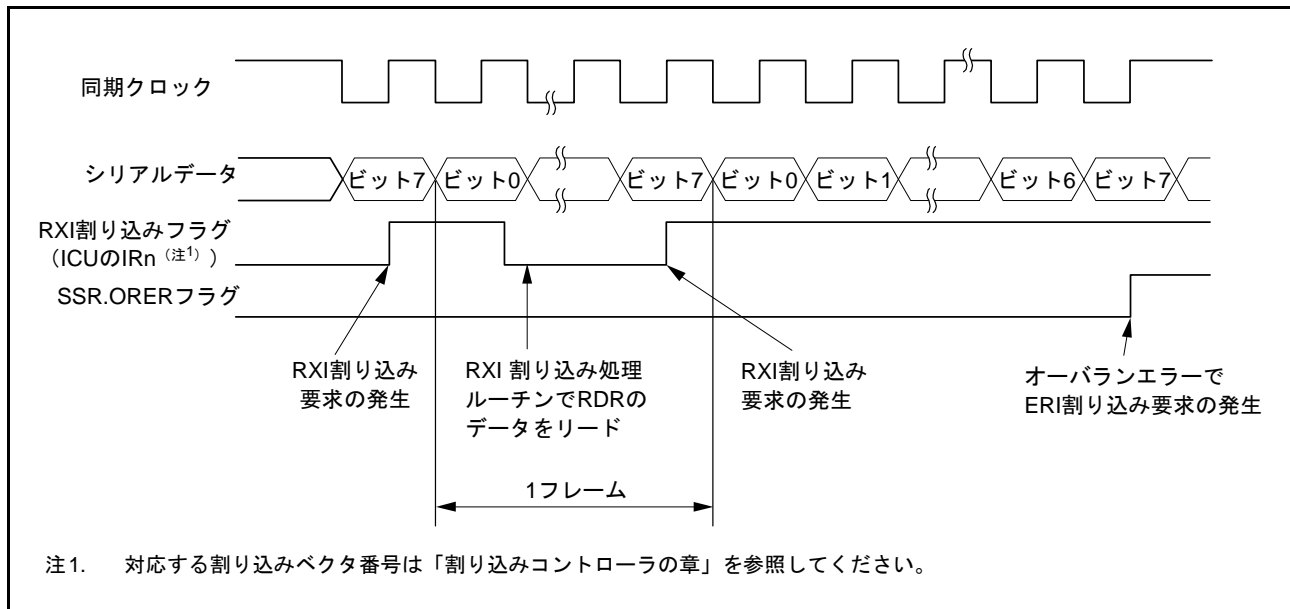 同期クロック
シリアルデータ
ビット7 ビット0 ビット7 ビット0 ビット1 ビット6 ビット7
RXI割り込みフラグ
(ICUのIRn（注1）)
SSR.ORERフラグ
RXI割り込み
要求の発生
RXI 割り込み処理
ルーチンでRDRの
データをリード
RXI割り込み
要求の発生
オーバランエラーで
ERI割り込み要求の発生
1フレーム
注1. 対応する割り込みベクタ番号は「割り込みコントローラの章」を参照してください。